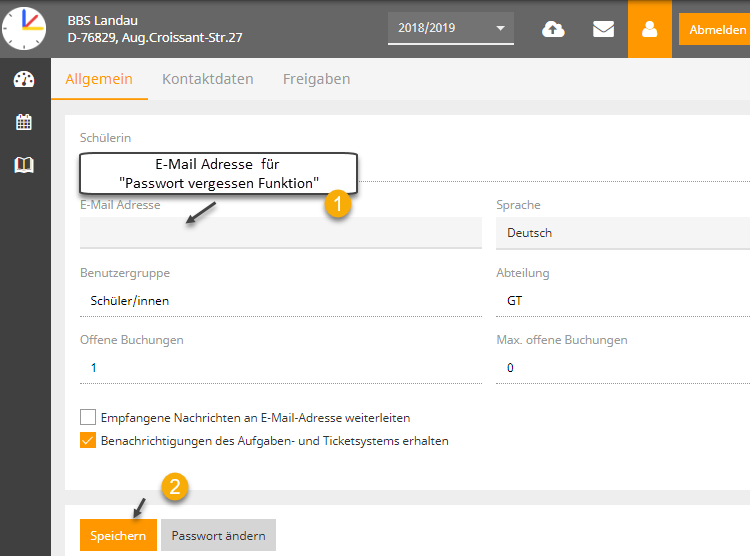 BBS Landau
D-76829, Aug.Croissant-Str.27
2018/2019
Abmelden
Allgemein
Kontaktdaten
Freigaben
Schülerin
E-Mail Adresse für
"Passwort vergessen Funktion"
1
E-Mail Adresse
Sprache
Deutsch
Benutzergruppe
Abteilung
Schüler/innen
GT
Offene Buchungen
Max. offene Buchungen
1
0
Empfangene Nachrichten an E-Mail-Adresse weiterleiten
Benachrichtigungen des Aufgaben- und Ticketsystems erhalten
2
Speichern
Passwort ändern